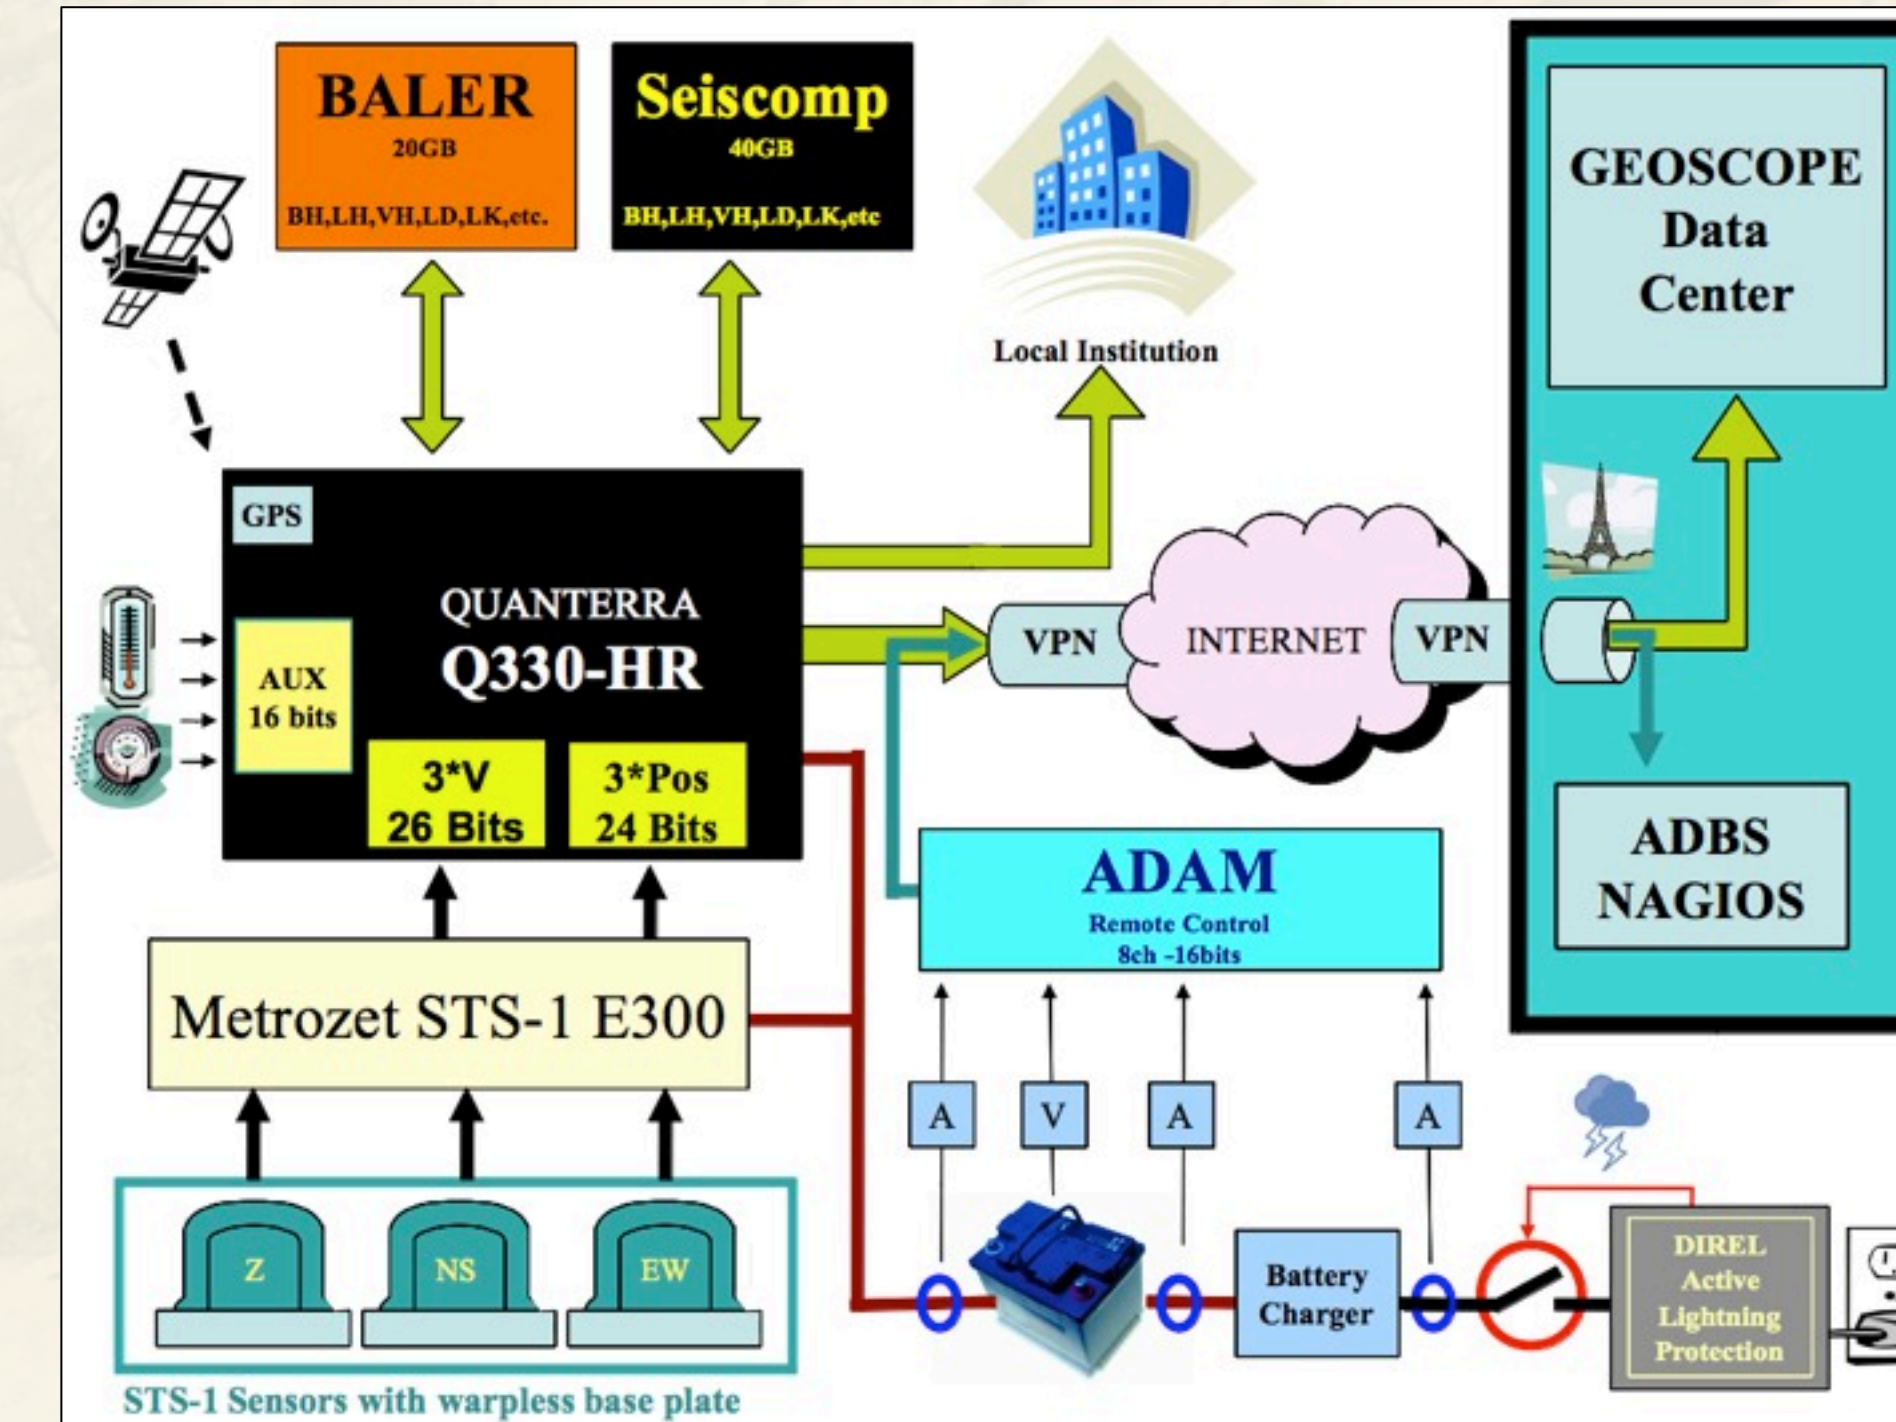 BALER
20GB
BH,LH,VH,LD,LK,etc.
Seiscomp
40GB
BH,LH,VH,LD,LK,etc
Local Institution
GEOSCOPE
Data
Center
GPS
QUANTERRA
Q330-HR
AUX
16 bits
3*V
26 Bits
3*Pos
24 Bits
VPN
INTERNET
VPN
ADBS
NAGIOS
ADAM
Remote Control
8ch -16bits
Metrozet STS-1 E300
A
V
A
A
Z
NS
EW
Battery
Charger
DIREL
Active
Lightning
Protection
STS-1 Sensors with warpless base plate